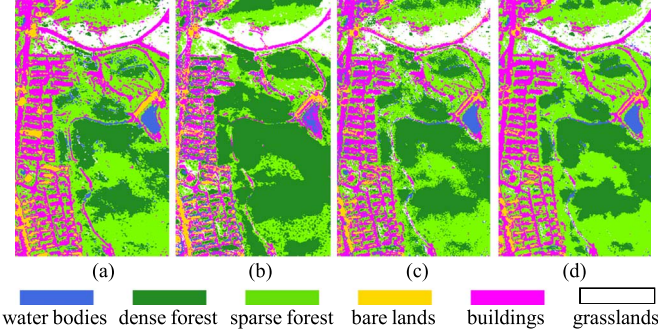 (a) (b) (c) (d)
water bodies dense forest sparse forest bare lands buildings grasslands